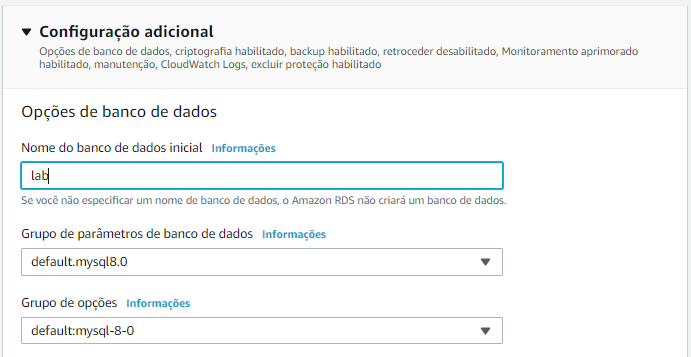 Configuração adicional
Opções de banco de dados, criptografia habilitado, backup habilitado, retroceder desabilitado, Monitoramento aprimorado
habilitado, manutenção, CloudWatch Logs, excluir proteção habilitado
Opções de banco de dados
Nome do banco de dados inicial Informações
lab
Se você não especificar um nome de banco de dados, o Amazon RDS não criará um banco de dados.
Grupo de parâmetros de banco de dados Informações
default.mysql8.0
Grupo de opções Informações
default:mysql-8-0